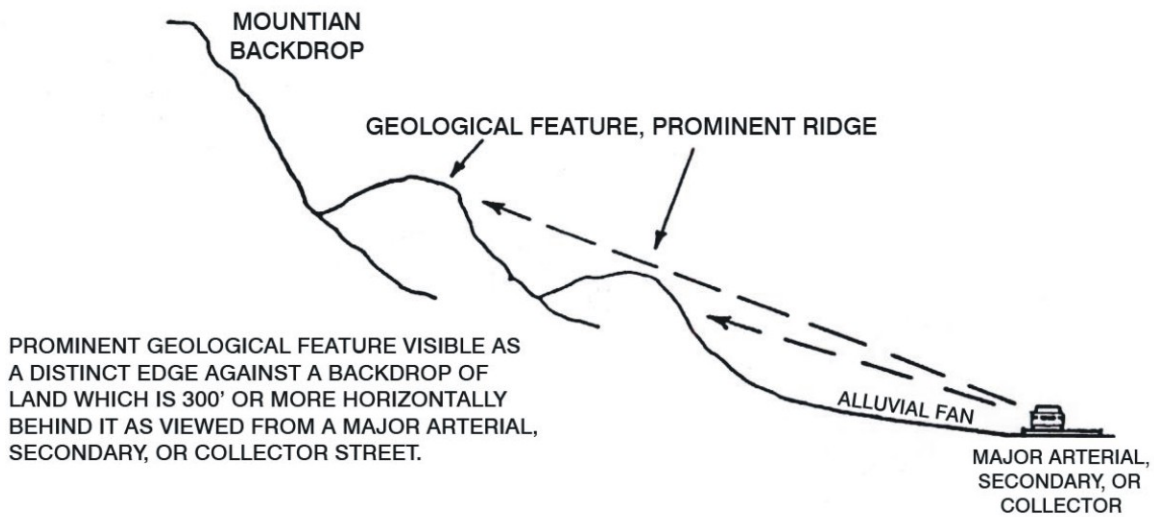 MOUNTIAN
BACKDROP
GEOLOGICAL FEATURE, PROMINENT RIDGE
PROMINENT GEOLOGICAL FEATURE VISIBLE AS
A DISTINCT EDGE AGAINST A BACKDROP OF
LAND WHICH IS 300' OR MORE HORIZONTALLY
BEHIND IT AS VIEWED FROM A MAJOR ARTERIAL,
SECONDARY, OR COLLECTOR STREET.
ALLUVIAL FAN
MAJOR ARTERIAL,
SECONDARY, OR
COLLECTOR